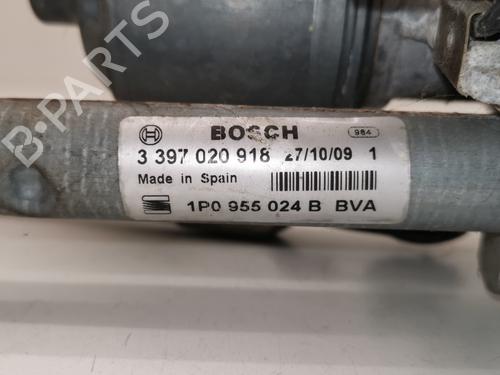 BOSCH 984
3 397 020 918 27/10/09 1
Made in Spain
1P0 955 024 B BVA
B-PARTS